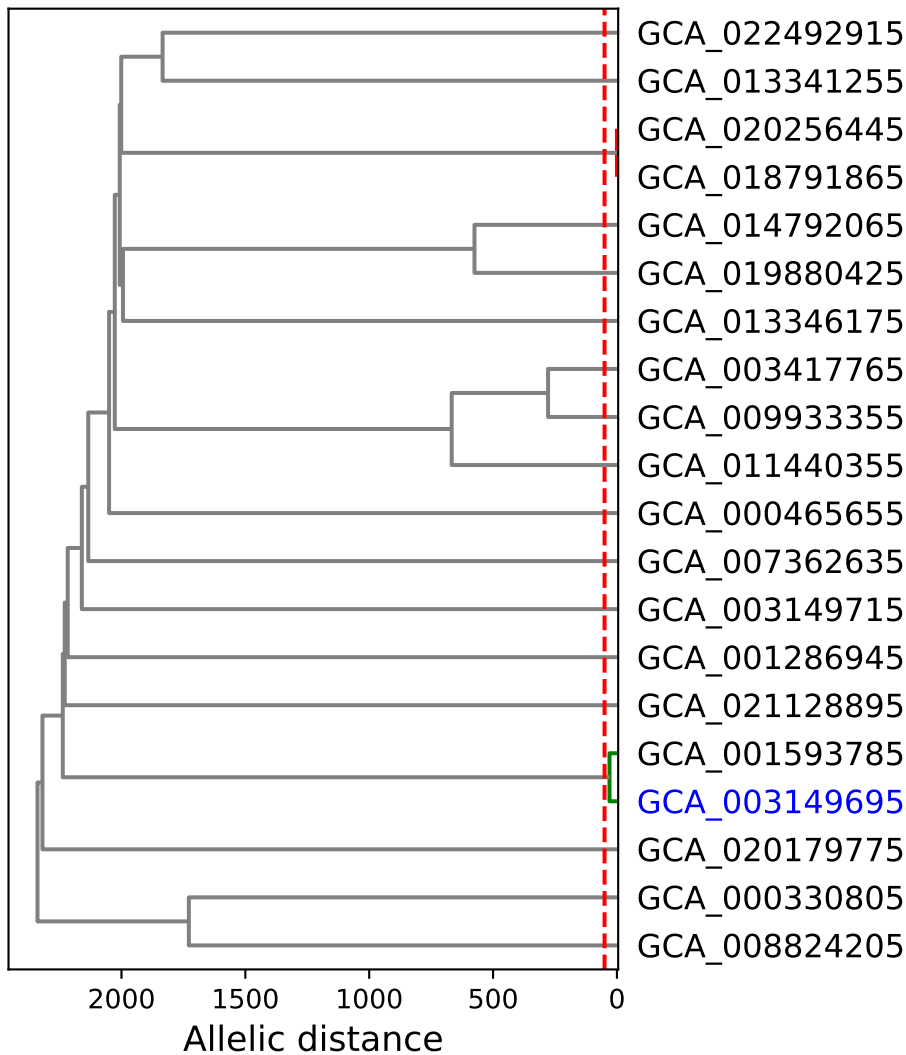 GCA_022492915
GCA_013341255
GCA_020256445
GCA_018791865
GCA_014792065
GCA_019880425
GCA_013346175
GCA_003417765
GCA_009933355
GCA_011440355
GCA_000465655
GCA_007362635
GCA_003149715
GCA_001286945
GCA_021128895
GCA_001593785
GCA_003149695
GCA_020179775
GCA_000330805
GCA_008824205
2000 1500 1000 500 0
Allelic distance